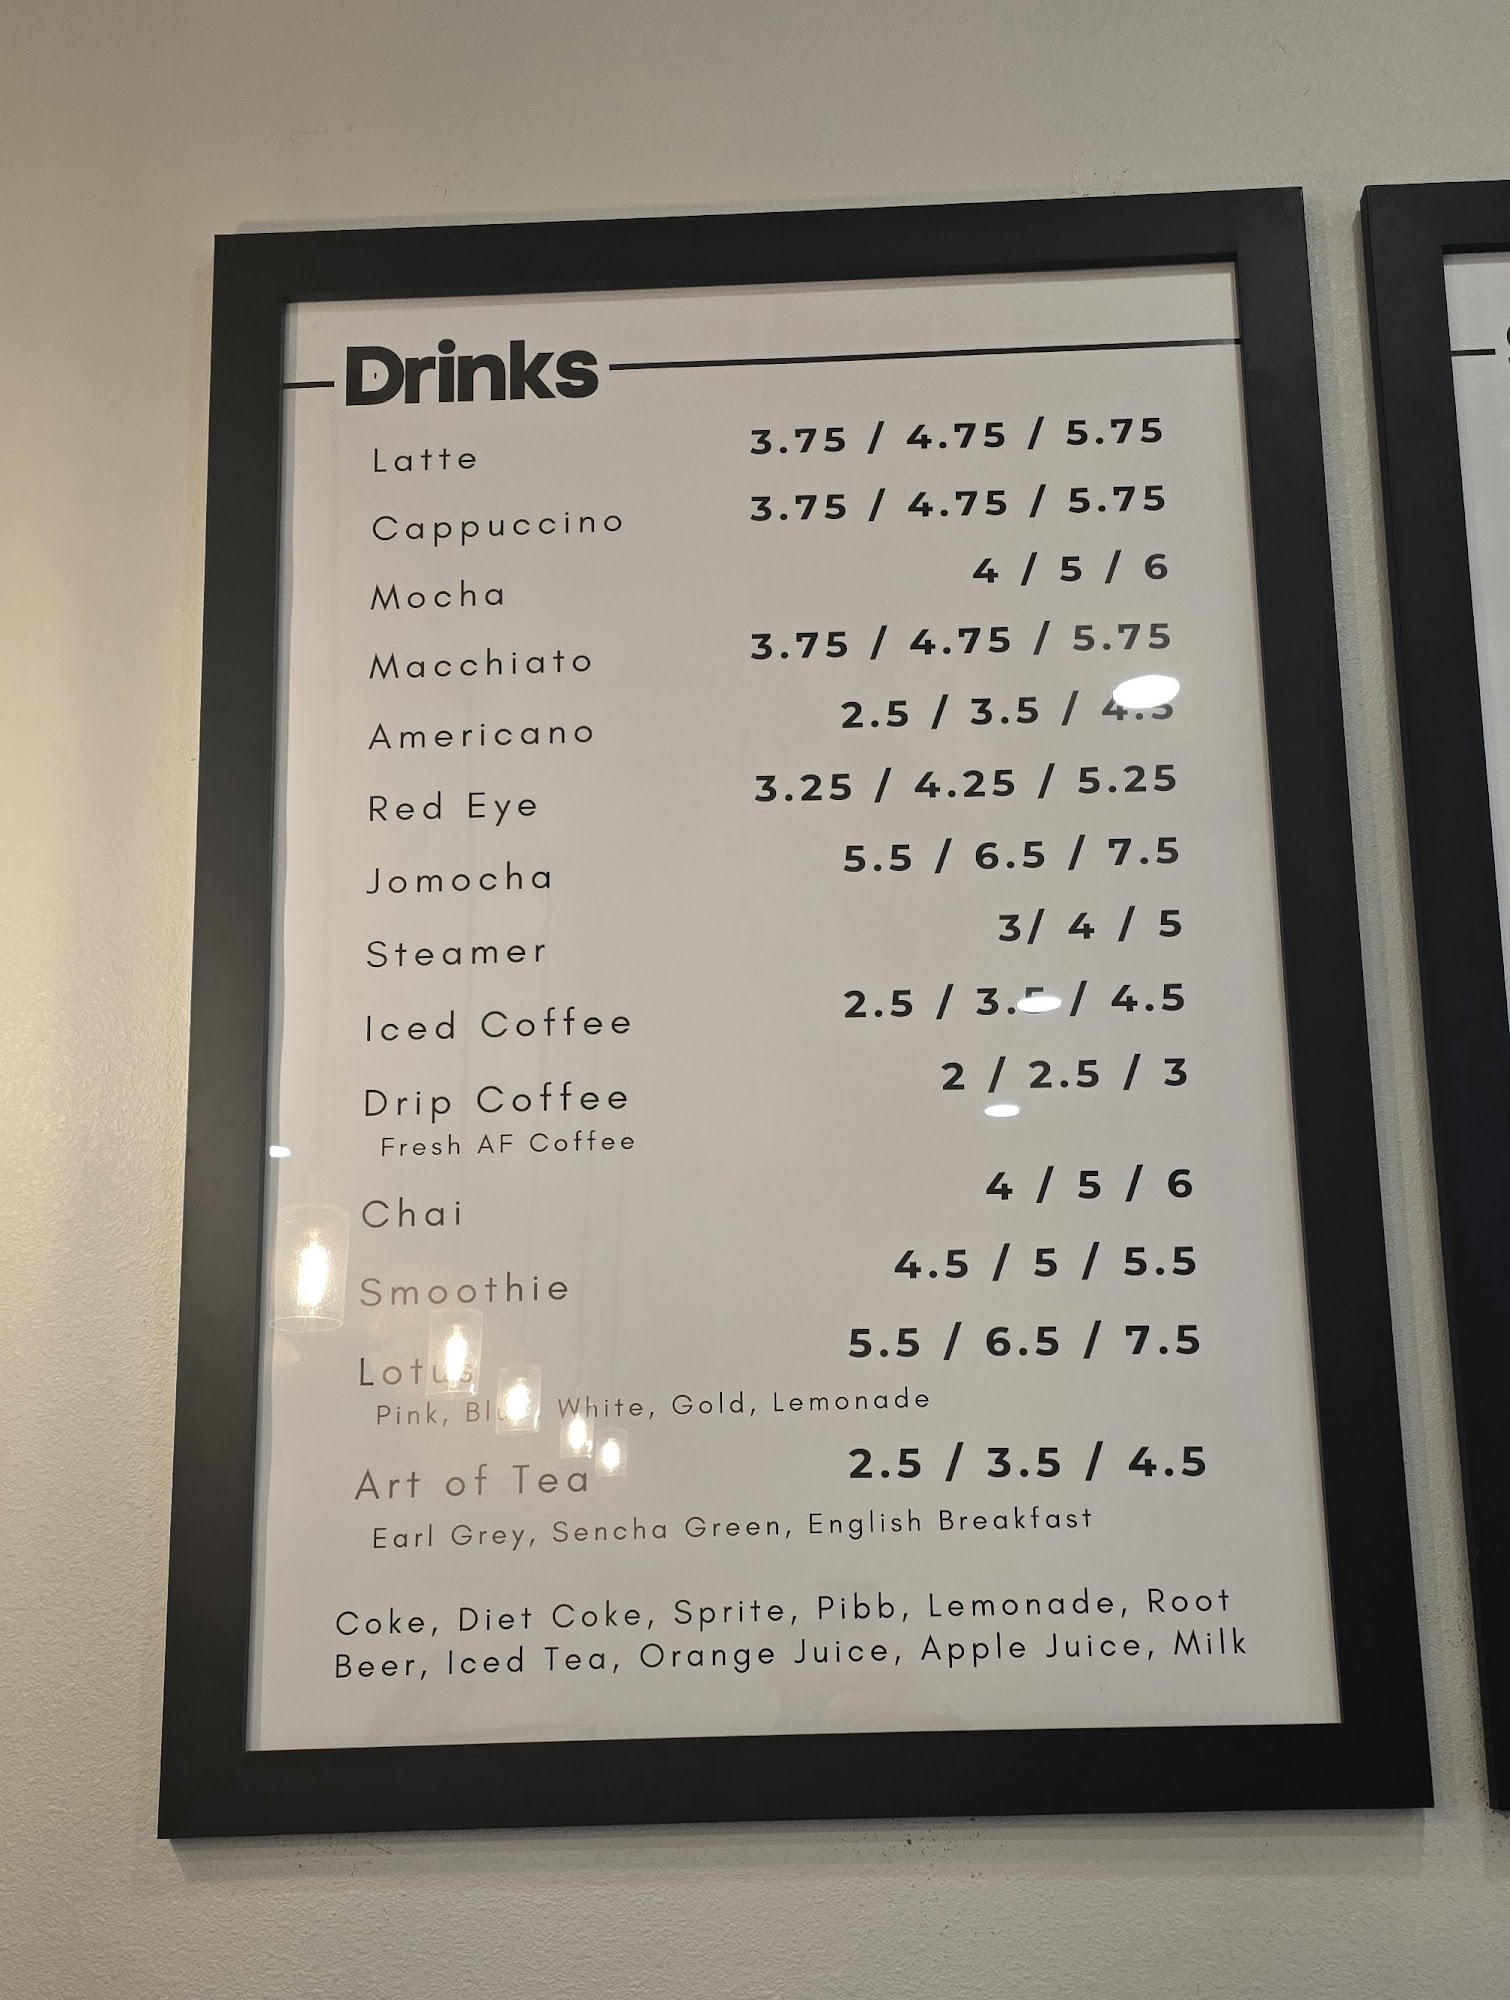 Drinks
Latte 3.75 / 4.75 / 5.75
Cappuccino 3.75 / 4.75 / 5.75
Mocha 4 / 5 / 6
Macchiato 3.75 / 4.75 / 5.75
Americano 2.5 / 3.5 / 4.5
Red Eye 3.25 / 4.25 / 5.25
Jomocha 5.5 / 6.5 / 7.5
Steamer 3/ 4 / 5
Iced Coffee 2.5 / 3.5 / 4.5
Drip Coffee 2 / 2.5 / 3
Fresh AF Coffee
Chai 4 / 5 / 6
Smoothie 4.5 / 5 / 5.5
Lotus 5.5 / 6.5 / 7.5
Pink, Blue, White, Gold, Lemonade
Art of Tea 2.5 / 3.5 / 4.5
Earl Grey, Sencha Green, English Breakfast
Coke, Diet Coke, Sprite, Pibb, Lemonade, Root
Beer, Iced Tea, Orange Juice, Apple Juice, Milk